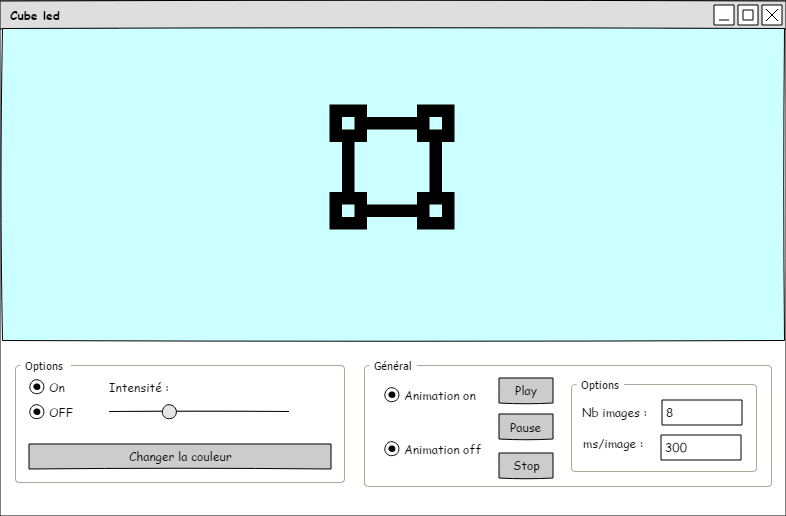 Cube led
Options
On
Intensité :
OFF
Changer la couleur
Général
Animation on
Animation off
Play
Pause
Stop
Options
Nb images : 8
ms/image : 300